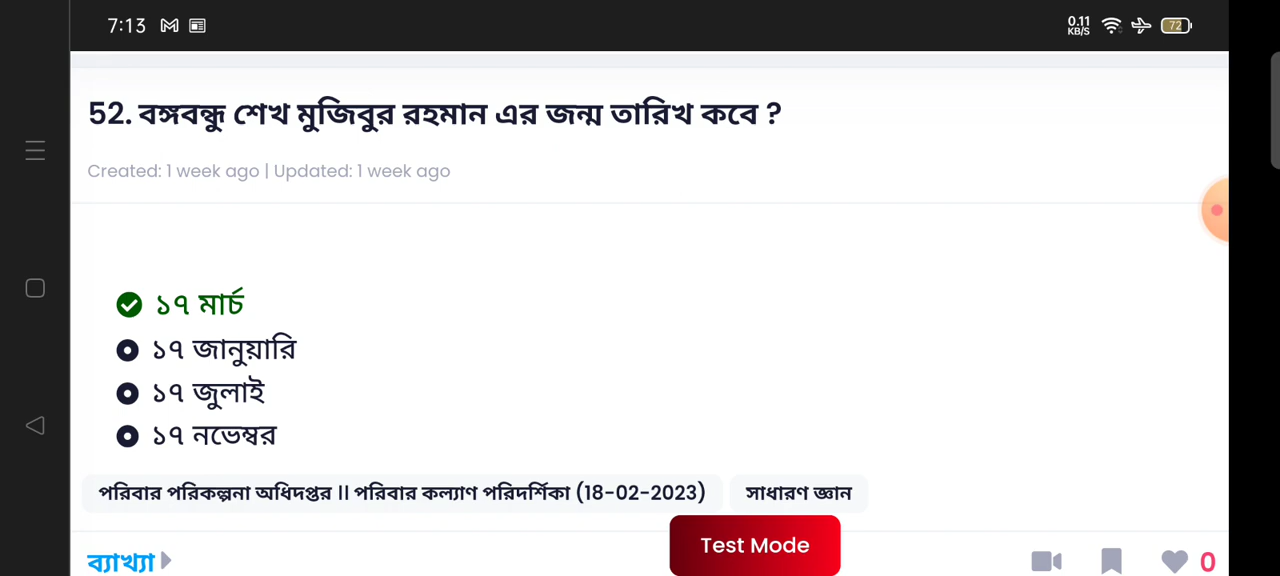 7:13
0.11
KB/S
72
52. বঙ্গবন্ধু শেখ মুজিবুর রহমান এর জন্ম তারিখ কবে ?
Created: 1 week ago | Updated: 1 week ago
১৭ মার্চ
১৭ জানুয়ারি
১৭ জুলাই
১৭ নভেম্বর
পরিবার পরিকল্পনা অধিদপ্তর || পরিবার কল্যাণ পরিদর্শিকা (18-02-2023) সাধারণ জ্ঞান
Test Mode
ব্যাখ্যা 0